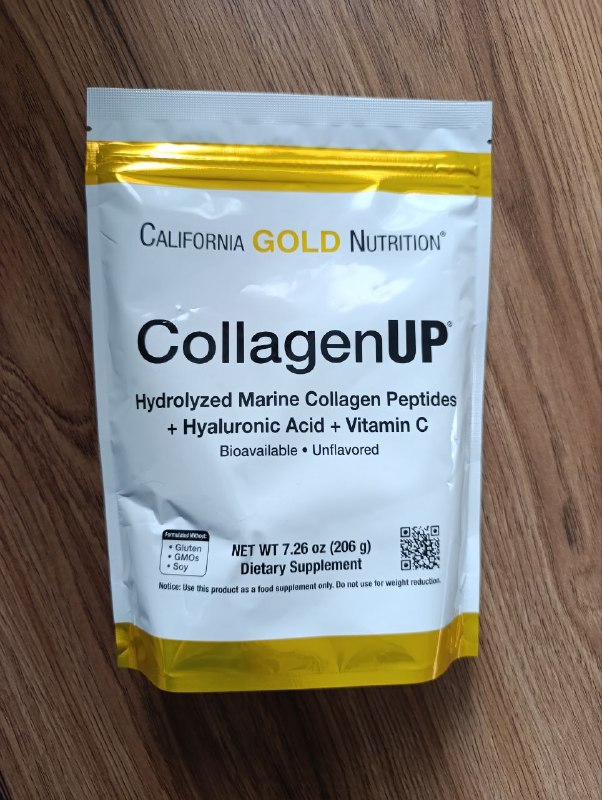 CALIFORNIA GOLD NUTRITION®
CollagenUP®
Hydrolyzed Marine Collagen Peptides
+ Hyaluronic Acid + Vitamin C
Bioavailable • Unflavored
Formulated Without:
• Gluten
• GMOs
• Soy
NET WT 7.26 oz (206 g)
Dietary Supplement
Notice: Use this product as a food supplement only. Do not use for weight reduction.